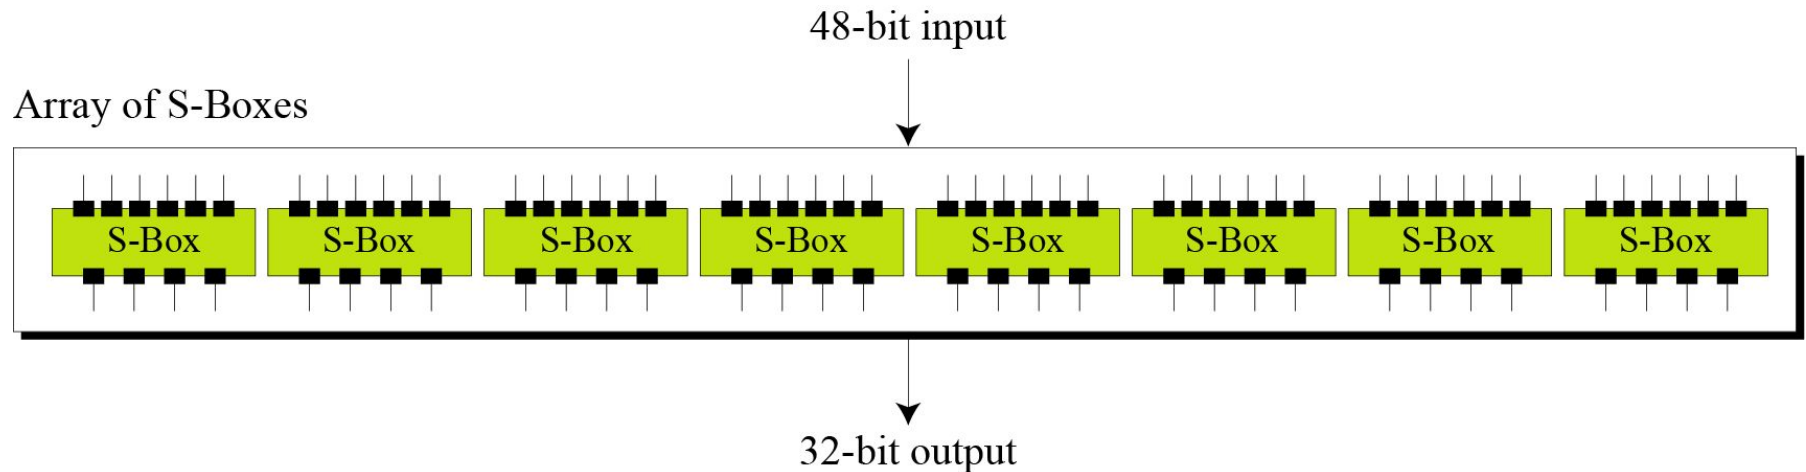 48-bit input
Array of S-Boxes
S-Box S-Box S-Box S-Box S-Box S-Box S-Box S-Box
32-bit output